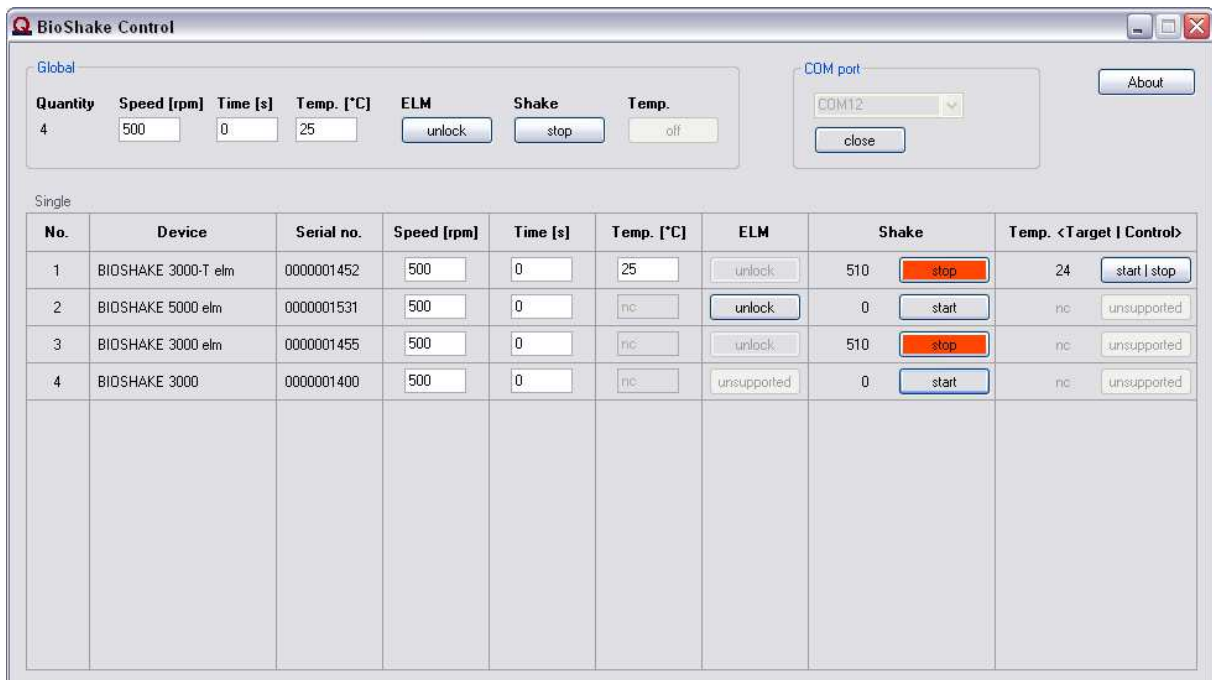 BioShake Control
Global
COM port
About
Quantity Speed [rpm] Time [s] Temp. [°C] ELM Shake Temp.
4 500 0 25 unlock stop off
COM12
close
Single
No. Device Serial no. Speed [rpm] Time [s] Temp. [°C] ELM Shake Temp. <Target | Control>
1 BIOSHAKE 3000-T elm 0000001452 500 0 25 unlock 510 stop 24 start | stop
2 BIOSHAKE 5000 elm 0000001531 500 0 nc unlock 0 start nc unsupported
3 BIOSHAKE 3000 elm 0000001455 500 0 nc unlock 510 stop nc unsupported
4 BIOSHAKE 3000 0000001400 500 0 nc unsupported 0 start nc unsupported